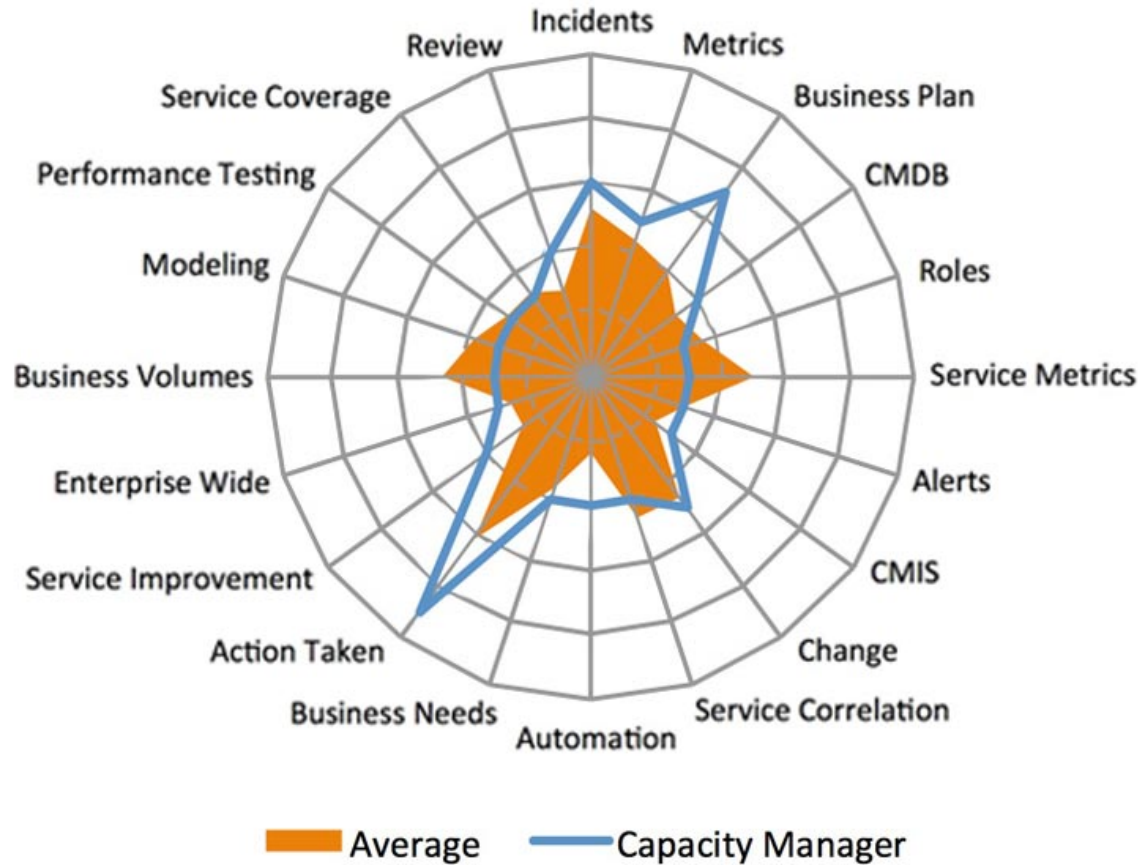 Incidents
Metrics
Business Plan
CMDB
Roles
Service Metrics
Alerts
CMIS
Change
Service Correlation
Automation
Business Needs
Action Taken
Service Improvement
Enterprise Wide
Business Volumes
Modeling
Performance Testing
Service Coverage
Review
Average
Capacity Manager